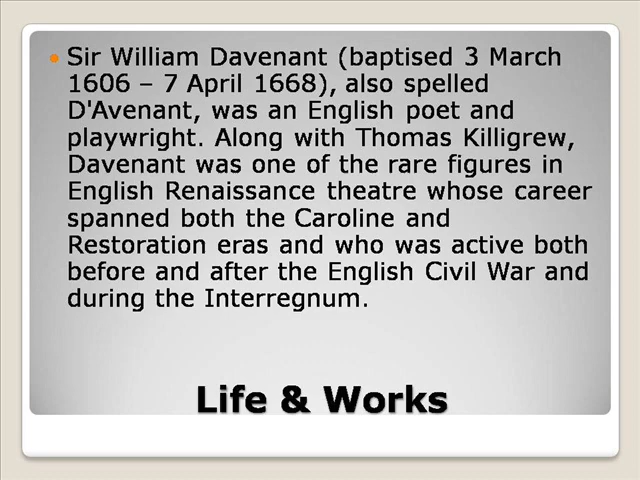 Sir William Davenant (baptised 3 March
1606 – 7 April 1668), also spelled
D'Avenant, was an English poet and
playwright. Along with Thomas Killigrew,
Davenant was one of the rare figures in
English Renaissance theatre whose career
spanned both the Caroline and
Restoration eras and who was active both
before and after the English Civil War and
during the Interregnum.
Life & Works